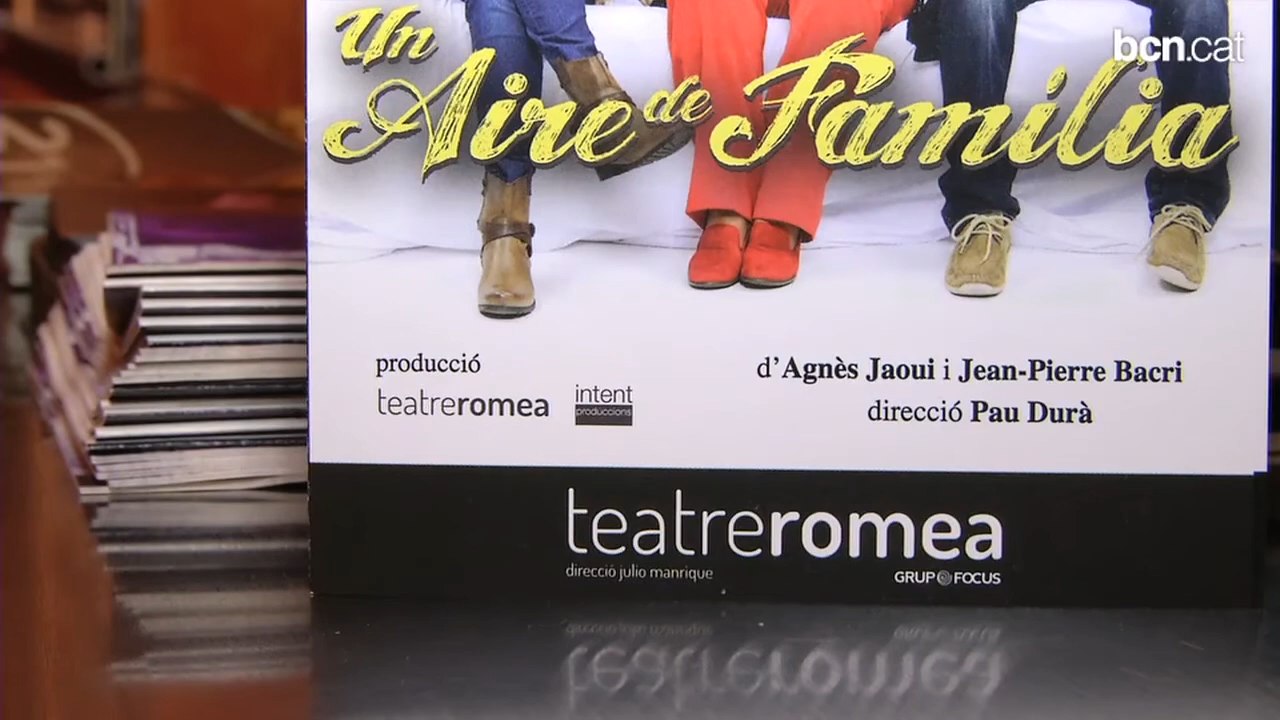 bcn.cat
Un
Aire de Familia
producció
teatreromea
intent
produccions
d'Agnès Jaoui i Jean-Pierre Bacri
direcció Pau Durà
teatreromea
direcció julio manrique
GRUP FOCUS